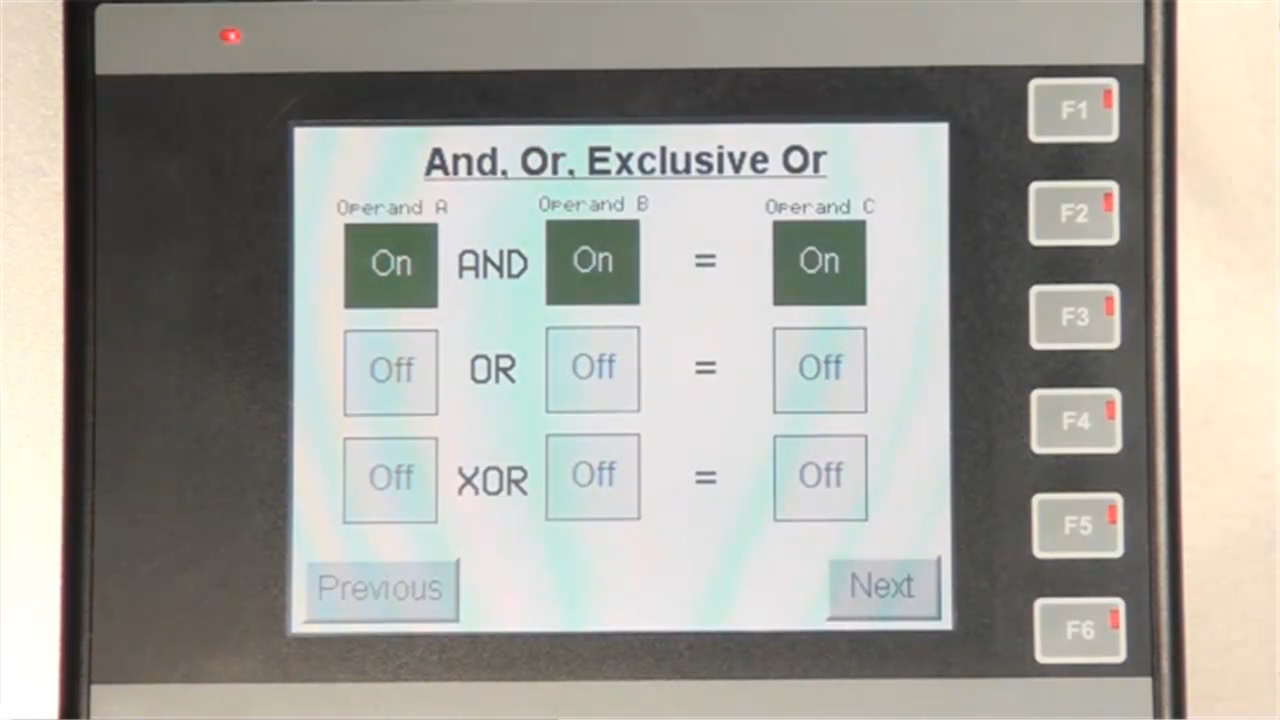 And, Or, Exclusive Or
Operand A Operand B Operand C
On AND On = On
Off OR Off = Off
Off XOR Off = Off
Previous Next
F1
F2
F3
F4
F5
F6